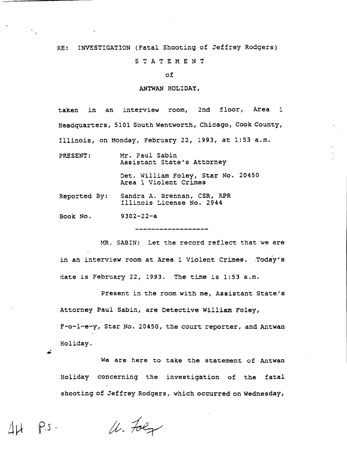 RE: INVESTIGATION (Fatal Shooting of Jeffrey Rodgers)
S T A T E M E N T
of
ANTWAN HOLIDAY,
taken in an interview room, 2nd floor, Area 1
Headquarters, 5101 South Wentworth, Chicago, Cook County,
Illinois, on Monday, February 22, 1993, at 1:53 a.m.
PRESENT: Mr. Paul Sabin
Assistant State's Attorney
Det. William Foley, Star No. 20450
Area 1 Violent Crimes
Reported By: Sandra A. Brennan, CSR, RPR
Illinois License No. 2944
Book No. 9302-22-a
------------------
MR. SABIN: Let the record reflect that we are
in an interview room at Area 1 Violent Crimes. Today's
date is February 22, 1993. The time is 1:53 a.m.
Present in the room with me, Assistant State's
Attorney Paul Sabin, are Detective William Foley,
F-o-l-e-y, Star No. 20450, the court reporter, and Antwan
Holiday.
We are here to take the statement of Antwan
Holiday concerning the investigation of the fatal
shooting of Jeffrey Rodgers, which occurred on Wednesday,
AH P.S. W. Foley